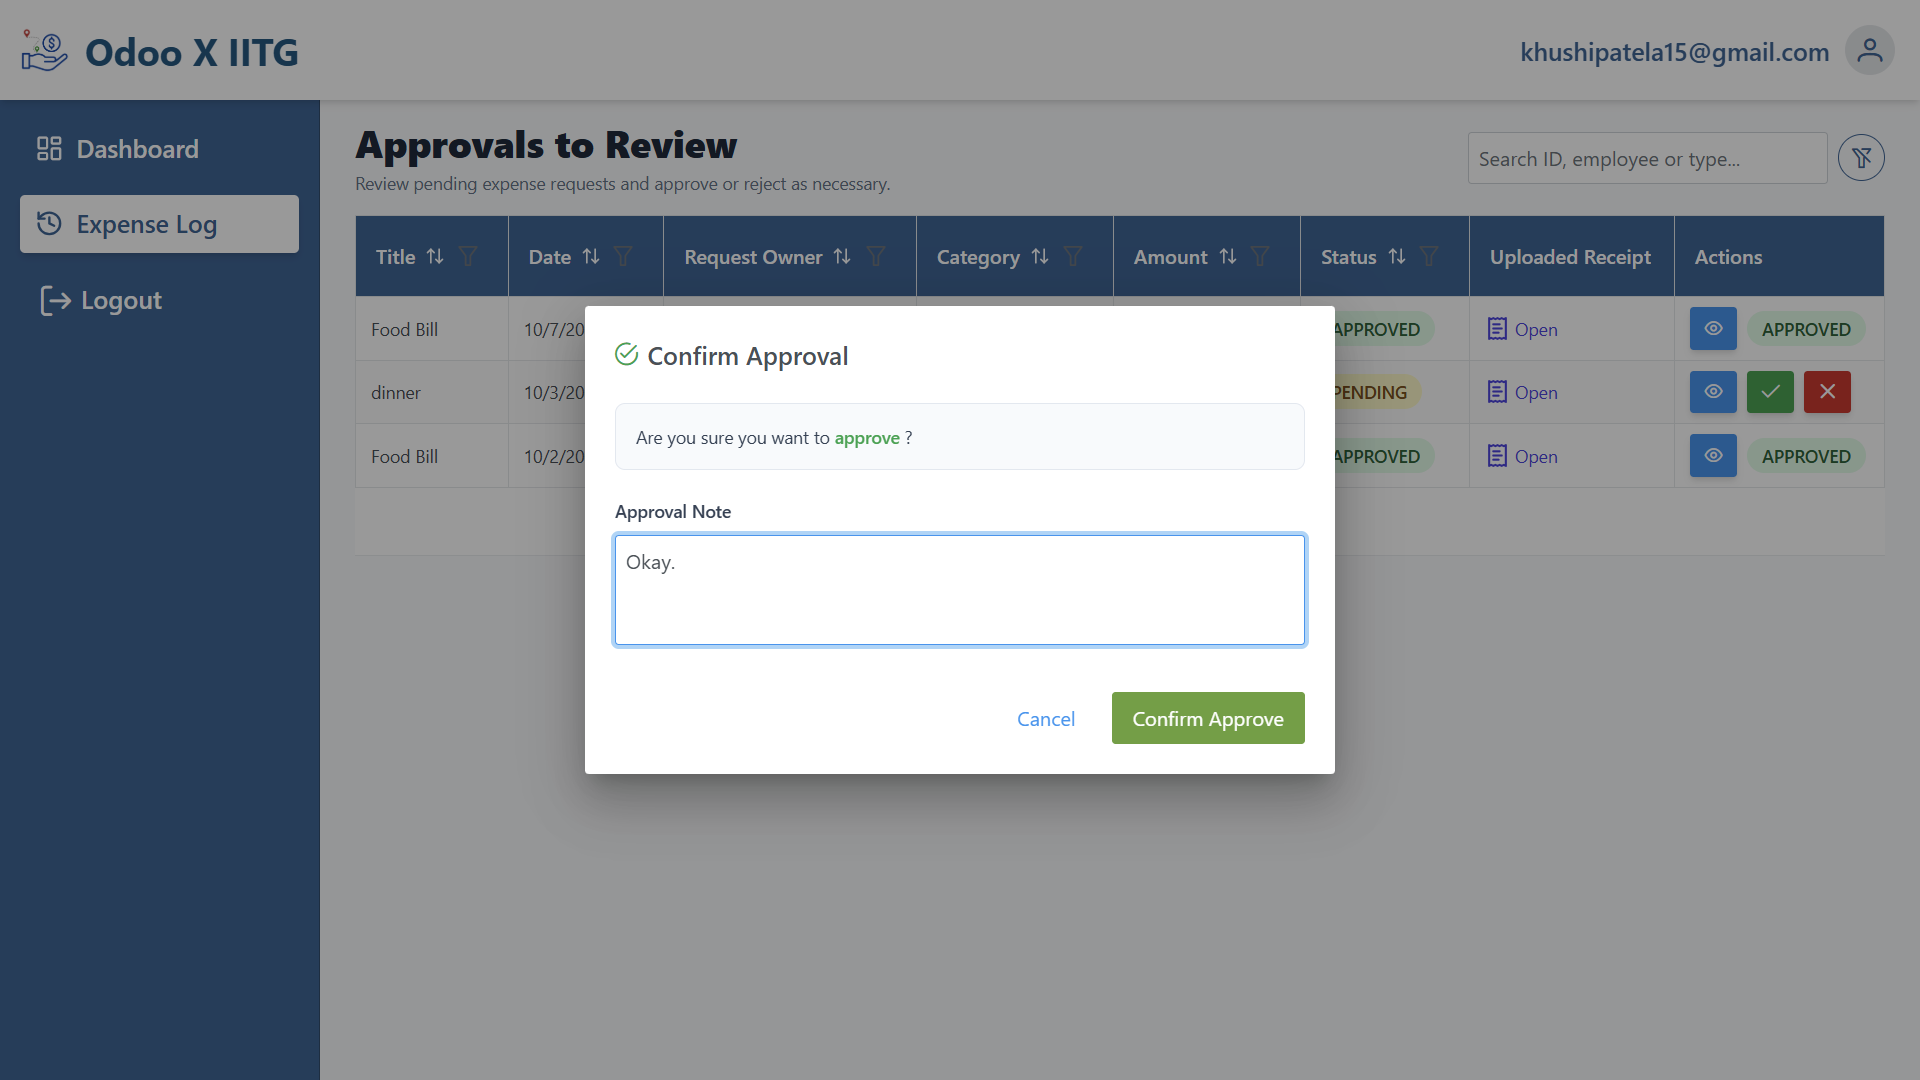 Odoo X IITG
khushipatela15@gmail.com
Dashboard
Expense Log
Logout
Approvals to Review
Review pending expense requests and approve or reject as necessary.
Search ID, employee or type...
Title Date Request Owner Category Amount Status Uploaded Receipt Actions
Food Bill 10/7/20 APPROVED Open APPROVED
dinner 10/3/20 PENDING Open
Food Bill 10/2/20 APPROVED Open APPROVED
Confirm Approval
Are you sure you want to approve ?
Approval Note
Okay.
Cancel Confirm Approve